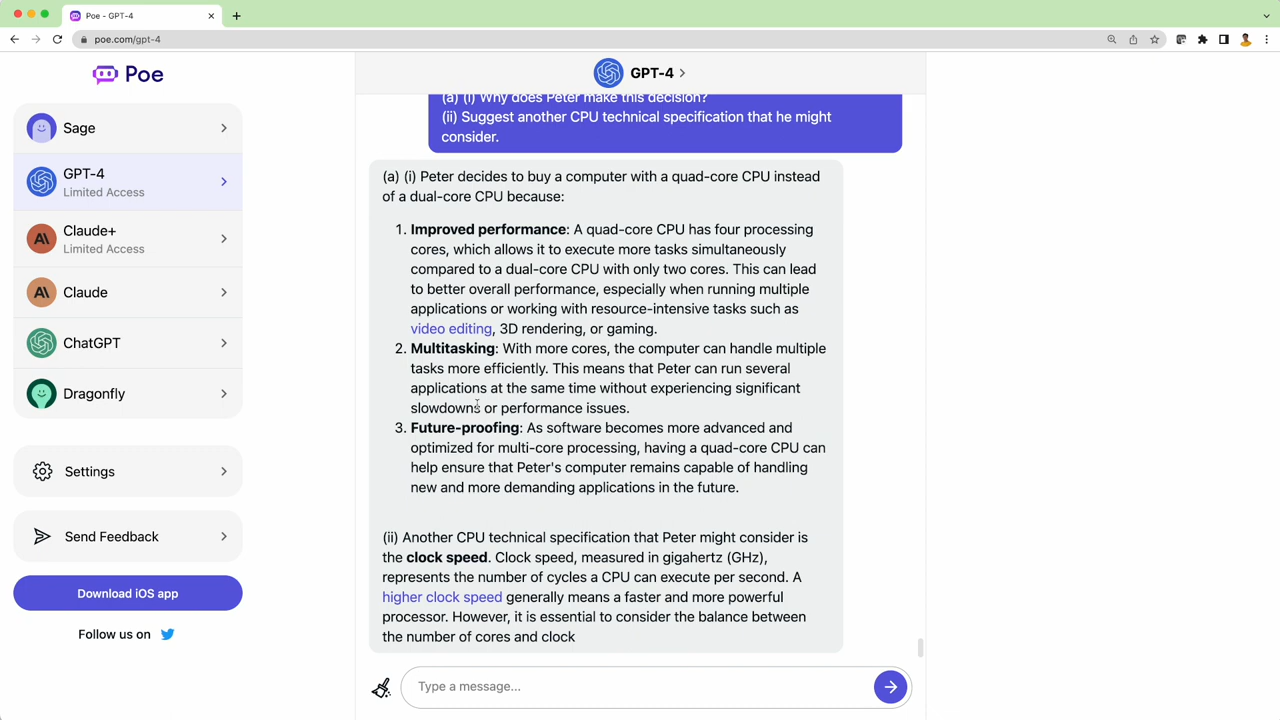 Poe - GPT-4
poe.com/gpt-4
Poe
Sage
GPT-4
Limited Access
Claude+
Limited Access
Claude
ChatGPT
Dragonfly
Settings
Send Feedback
Download iOS app
Follow us on
GPT-4
(a) (i) Why does Peter make this decision?
(ii) Suggest another CPU technical specification that he might
consider.
(a) (i) Peter decides to buy a computer with a quad-core CPU instead
of a dual-core CPU because:
1. Improved performance: A quad-core CPU has four processing
cores, which allows it to execute more tasks simultaneously
compared to a dual-core CPU with only two cores. This can lead
to better overall performance, especially when running multiple
applications or working with resource-intensive tasks such as
video editing, 3D rendering, or gaming.
2. Multitasking: With more cores, the computer can handle multiple
tasks more efficiently. This means that Peter can run several
applications at the same time without experiencing significant
slowdowns or performance issues.
3. Future-proofing: As software becomes more advanced and
optimized for multi-core processing, having a quad-core CPU can
help ensure that Peter's computer remains capable of handling
new and more demanding applications in the future.
(ii) Another CPU technical specification that Peter might consider is
the clock speed. Clock speed, measured in gigahertz (GHz),
represents the number of cycles a CPU can execute per second. A
higher clock speed generally means a faster and more powerful
processor. However, it is essential to consider the balance between
the number of cores and clock
Type a message...